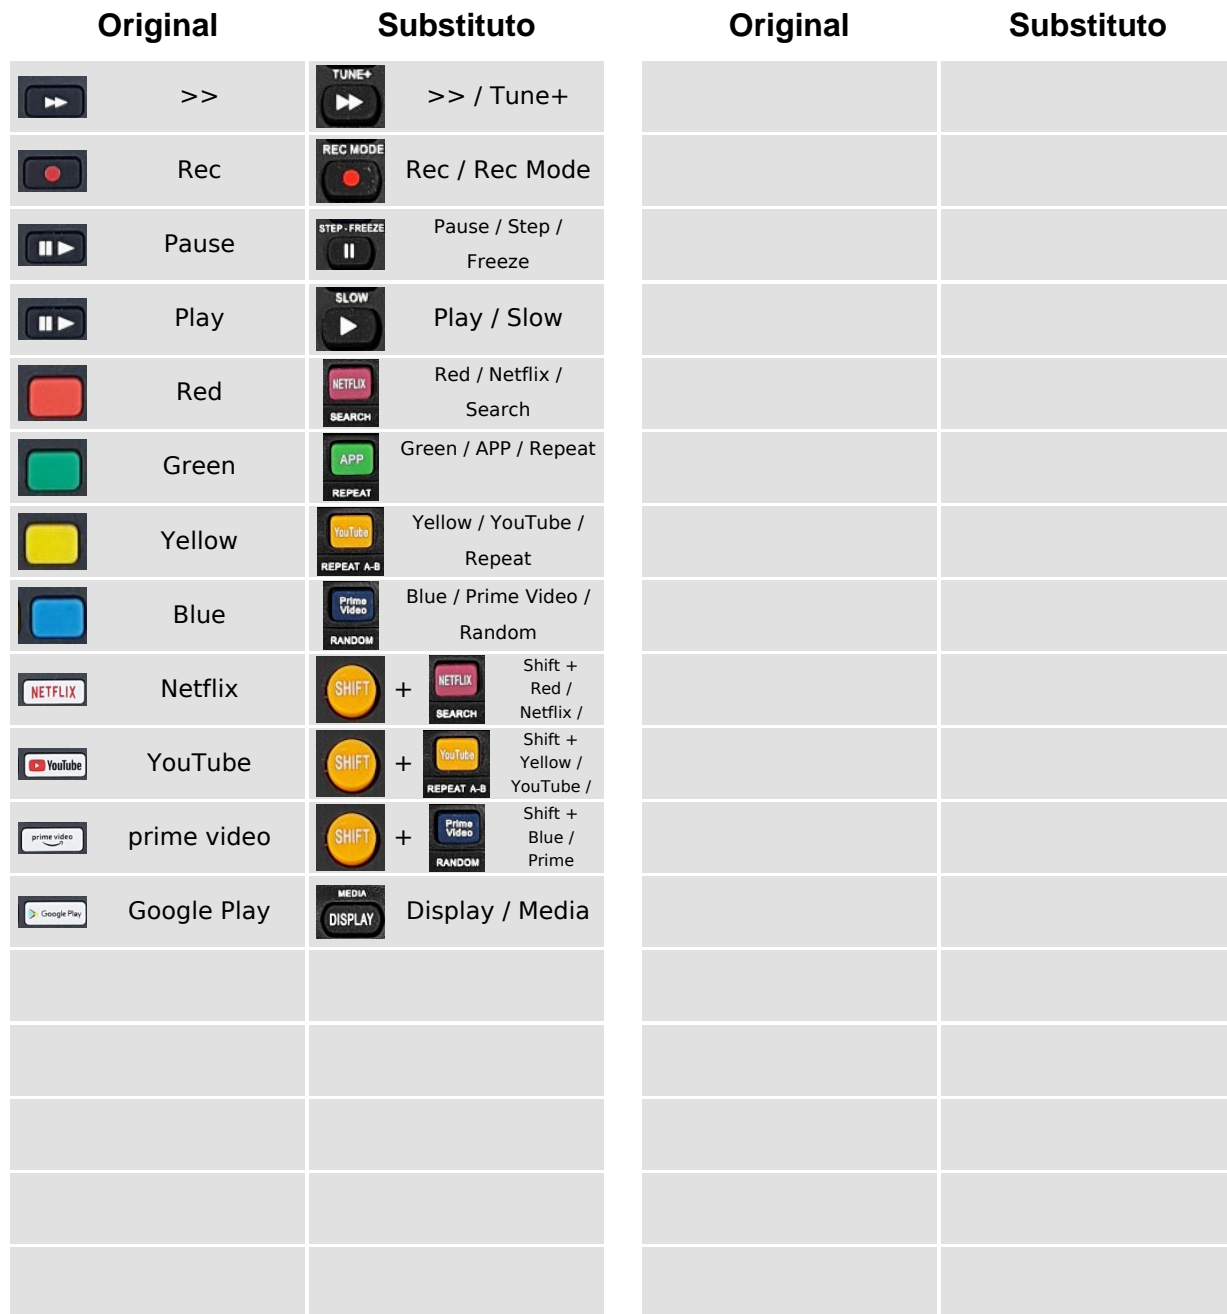 Original Substituto Original Substituto
>> TUNE+ >> / Tune+
Rec REC MODE Rec / Rec Mode
Pause STEP-FREEZE Pause / Step /
Freeze
Play SLOW Play / Slow
Red NETFLIX SEARCH Red / Netflix /
Search
Green APP REPEAT Green / APP / Repeat
Yellow YouTube REPEAT A-B Yellow / YouTube /
Repeat
Blue Prime Video RANDOM Blue / Prime Video /
Random
NETFLIX Netflix SHIFT + NETFLIX SEARCH Shift +
Red /
Netflix /
YouTube YouTube SHIFT + YouTube REPEAT A-B Shift +
Yellow /
YouTube /
prime video prime video SHIFT + Prime Video RANDOM Shift +
Blue /
Prime
Google Play Google Play MEDIA DISPLAY Display / Media